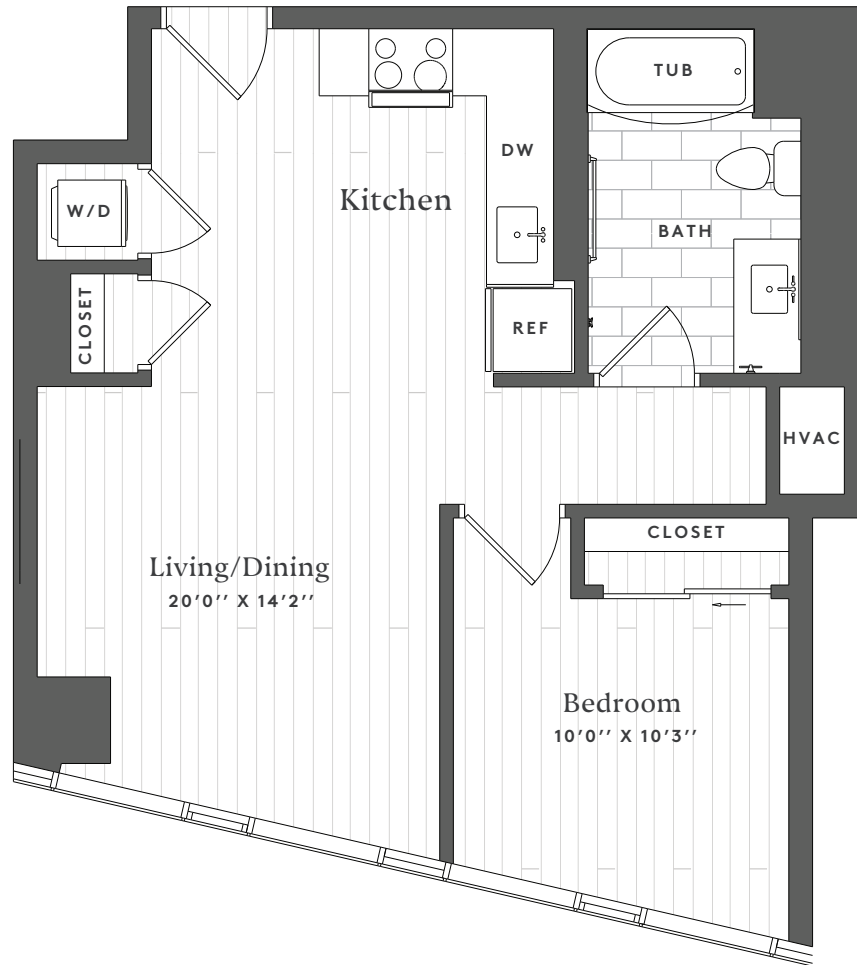 TUB
DW
W/D
Kitchen
BATH
CLOSET
REF
HVAC
CLOSET
Living/Dining
20'0'' X 14'2''
Bedroom
10'0'' X 10'3''